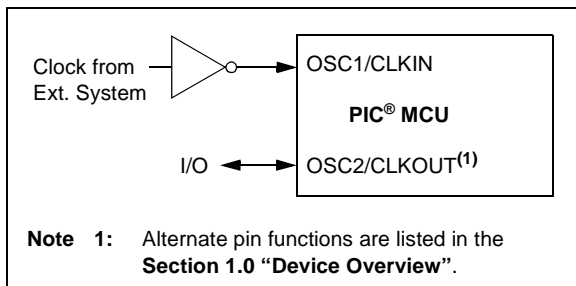 Clock from
Ext. System
OSC1/CLKIN
PIC® MCU
I/O
OSC2/CLKOUT(1)
Note 1: Alternate pin functions are listed in the
Section 1.0 “Device Overview”.